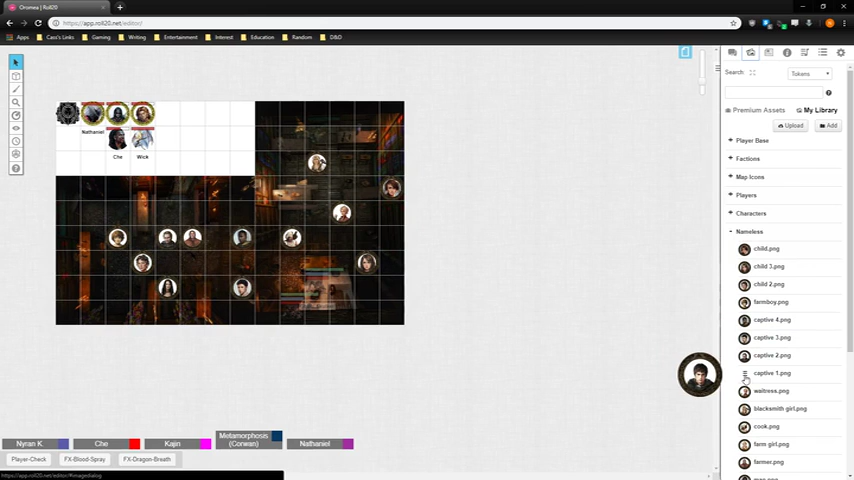 Oromea | Roll20
https://app.roll20.net/editor/
Apps
Cass's Links
Gaming
Writing
Entertainment
Interest
Education
Random
D&D
Search:
Tokens
Premium Assets
My Library
Upload
Add
Player Base
Factions
Map Icons
Players
Characters
Nameless
child.png
child 3.png
child 2.png
farmboy.png
captive 4.png
captive 3.png
captive 2.png
captive 1.png
waitress.png
blacksmith girl.png
cook.png
farm girl.png
farmer.png
Nathaniel
Che
Wick
Nyran K
Che
Kajin
Metamorphosis
(Corwan)
Nathaniel
Player-Check
FX-Blood-Spray
FX-Dragon-Breath
https://app.roll20.net/editor/#imagedialog